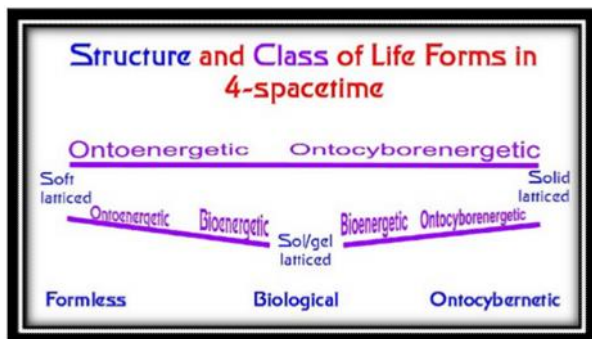 Structure and Class of Life Forms in
4-spacetime
Ontoenergetic Ontocyborenergetic
Soft
latticed
Solid
latticed
Ontoenergetic Bioenergetic
Sol/gel
latticed
Bioenergetic Ontocyborenergetic
Formless Biological Ontocybernetic